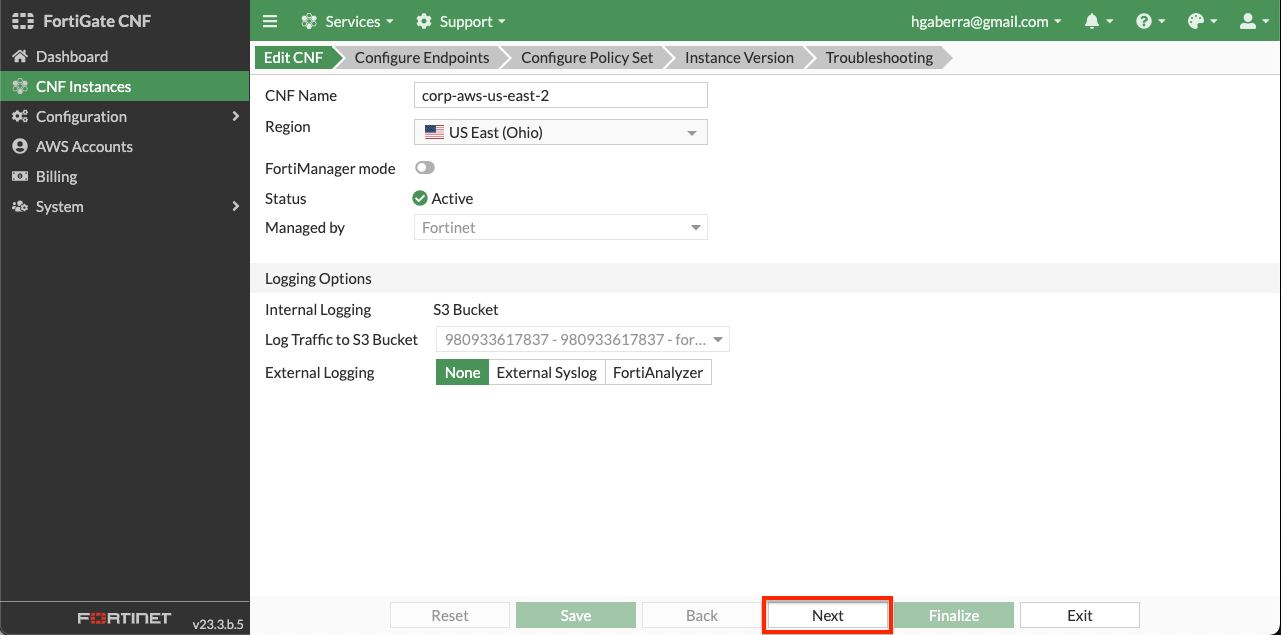 FortiGate CNF
Services Support hgaberra@gmail.com
Dashboard
CNF Instances
Configuration
AWS Accounts
Billing
System
Edit CNF Configure Endpoints Configure Policy Set Instance Version Troubleshooting
CNF Name corp-aws-us-east-2
Region US East (Ohio)
FortiManager mode
Status Active
Managed by Fortinet
Logging Options
Internal Logging S3 Bucket
Log Traffic to S3 Bucket 980933617837 - 980933617837 - for...
External Logging None External Syslog FortiAnalyzer
Reset Save Back Next Finalize Exit
FORTINET v23.3.b.5